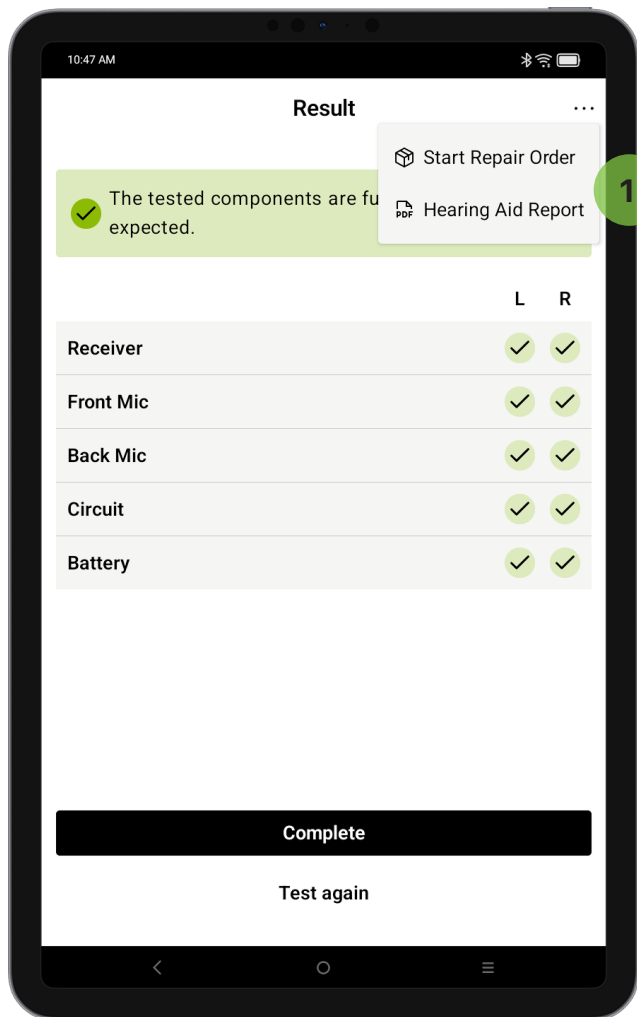 10:47 AM
Result
Start Repair Order
PDF Hearing Aid Report
1
The tested components are fu
expected.
L R
Receiver
Front Mic
Back Mic
Circuit
Battery
Complete
Test again